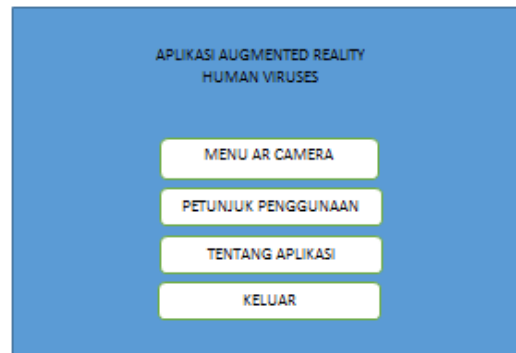 APLIKASI AUGMENTED REALITY
HUMAN VIRUSES
MENU AR CAMERA
PETUNJUK PENGGUNAAN
TENTANG APLIKASI
KELUAR